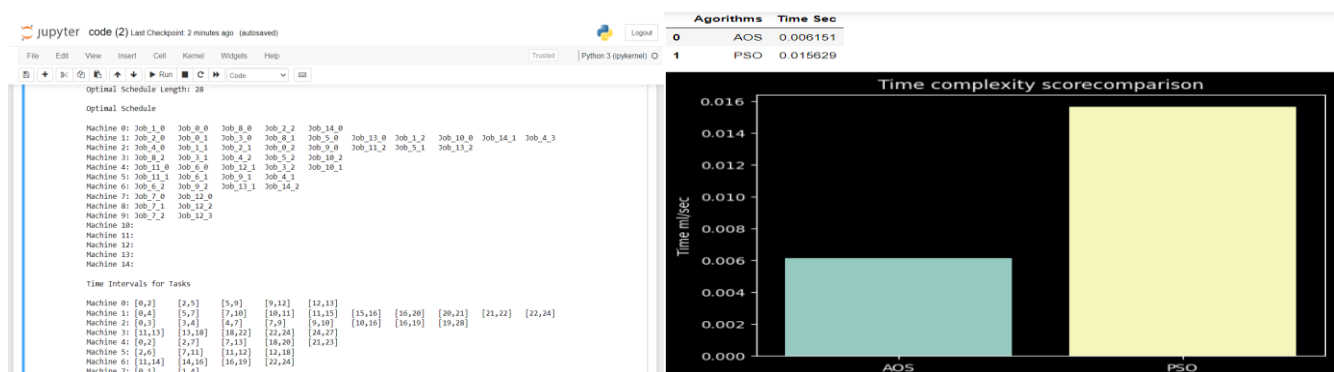 jupyter code (2) Last Checkpoint: 2 minutes ago (autosaved)
Logout
File Edit View Insert Cell Kernel Widgets Help
Trusted
Python 3 (ipykernel)
Run
Code
Optimal Schedule Length: 28
Optimal Schedule
Machine 0: Job_1_0 Job_0_0 Job_8_0 Job_2_2 Job_14_0
Machine 1: Job_2_0 Job_0_1 Job_3_0 Job_8_1 Job_5_0 Job_13_0 Job_1_2 Job_10_0 Job_14_1 Job_4_3
Machine 2: Job_4_0 Job_1_1 Job_2_1 Job_0_2 Job_9_0 Job_11_2 Job_5_1 Job_13_2
Machine 3: Job_8_2 Job_3_1 Job_4_2 Job_5_2 Job_10_2
Machine 4: Job_11_0 Job_6_0 Job_12_1 Job_3_2 Job_10_1
Machine 5: Job_11_1 Job_6_1 Job_9_1 Job_4_1
Machine 6: Job_6_2 Job_9_2 Job_13_1 Job_14_2
Machine 7: Job_7_0 Job_12_0
Machine 8: Job_7_1 Job_12_2
Machine 9: Job_7_2 Job_12_3
Machine 10:
Machine 11:
Machine 12:
Machine 13:
Machine 14:
Time Intervals for Tasks
Machine 0: [0,2] [2,5] [5,9] [9,12] [12,13]
Machine 1: [0,4] [5,7] [7,10] [10,11] [11,15] [15,16] [16,20] [20,21] [21,22] [22,24]
Machine 2: [0,3] [3,4] [4,7] [7,9] [9,10] [10,16] [16,19] [19,28]
Machine 3: [11,13] [13,18] [18,22] [22,24] [24,27]
Machine 4: [0,2] [2,7] [7,13] [18,20] [21,23]
Machine 5: [2,6] [7,11] [11,12] [12,18]
Machine 6: [11,14] [14,16] [16,19] [22,24]
Machine 7: [0,1] [1,4]
Agorithms Time Sec
0 AOS 0.006151
1 PSO 0.015629
Time complexity scorecomparison
Time ml/sec
0.016
0.014
0.012
0.010
0.008
0.006
0.004
0.002
0.000
AOS
PSO